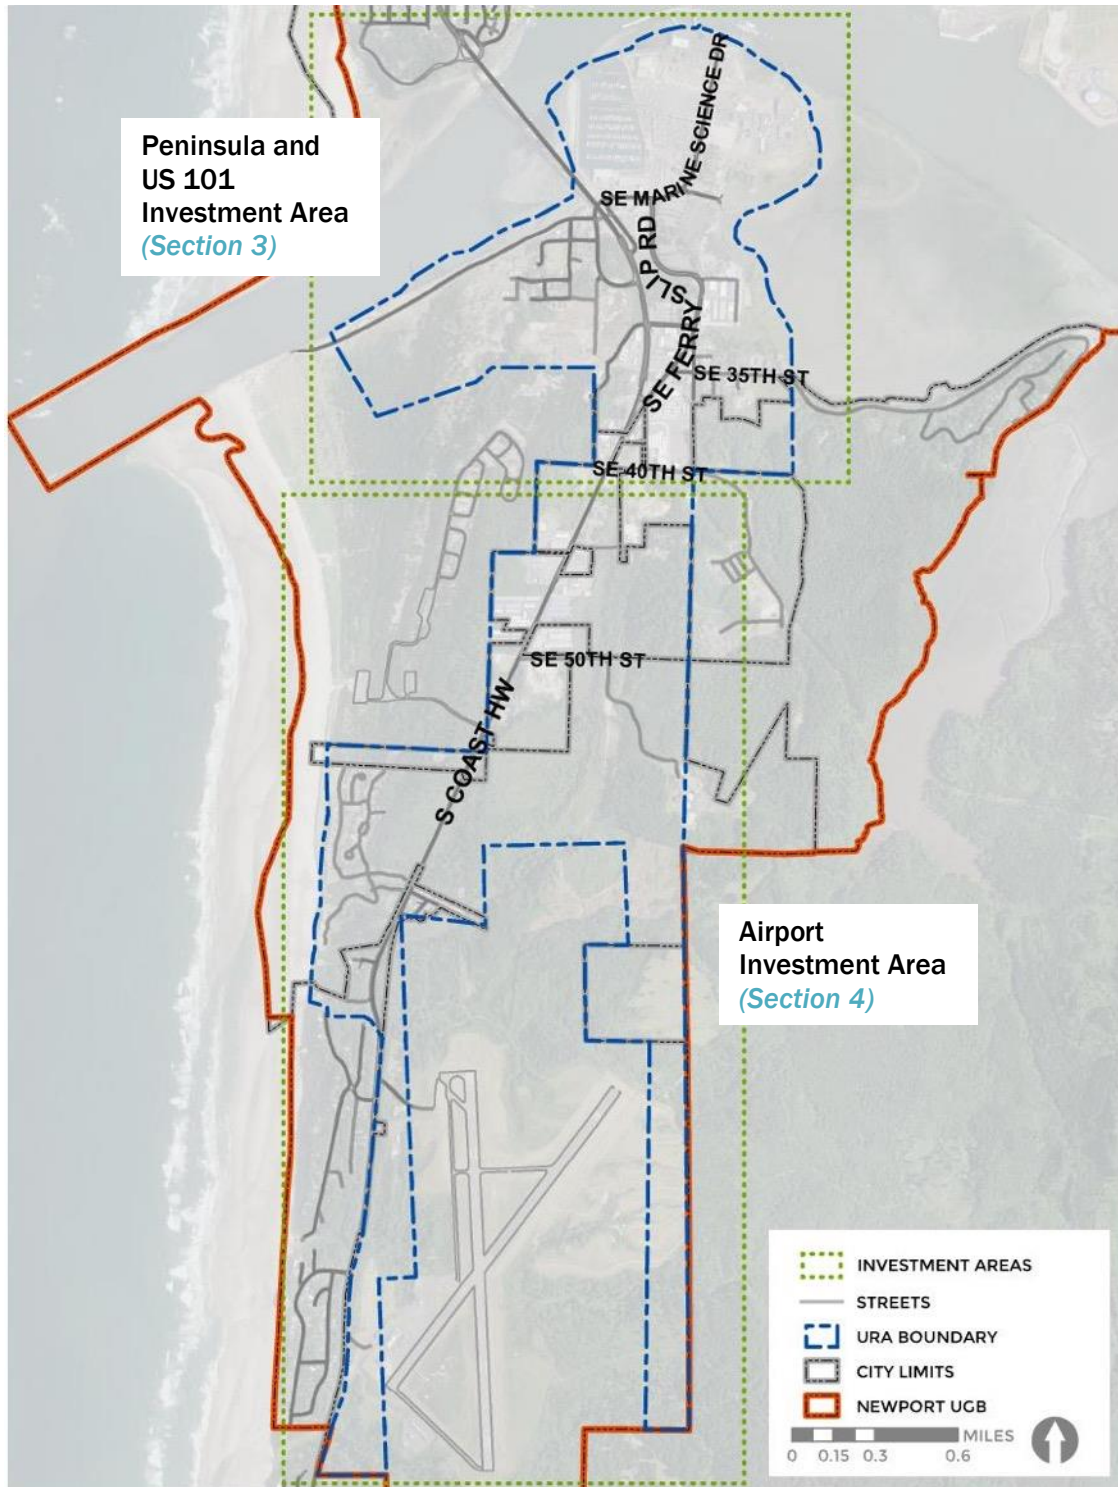 SE MARINE SCIENCE DR
Peninsula and
US 101
Investment Area
(Section 3)
SLIP RD
SE FERRY
SE 35TH ST
SE 40TH ST
SE 50TH ST
S COAST HW
Airport
Investment Area
(Section 4)
INVESTMENT AREAS
STREETS
URA BOUNDARY
CITY LIMITS
NEWPORT UGB
MILES
0 0.15 0.3 0.6